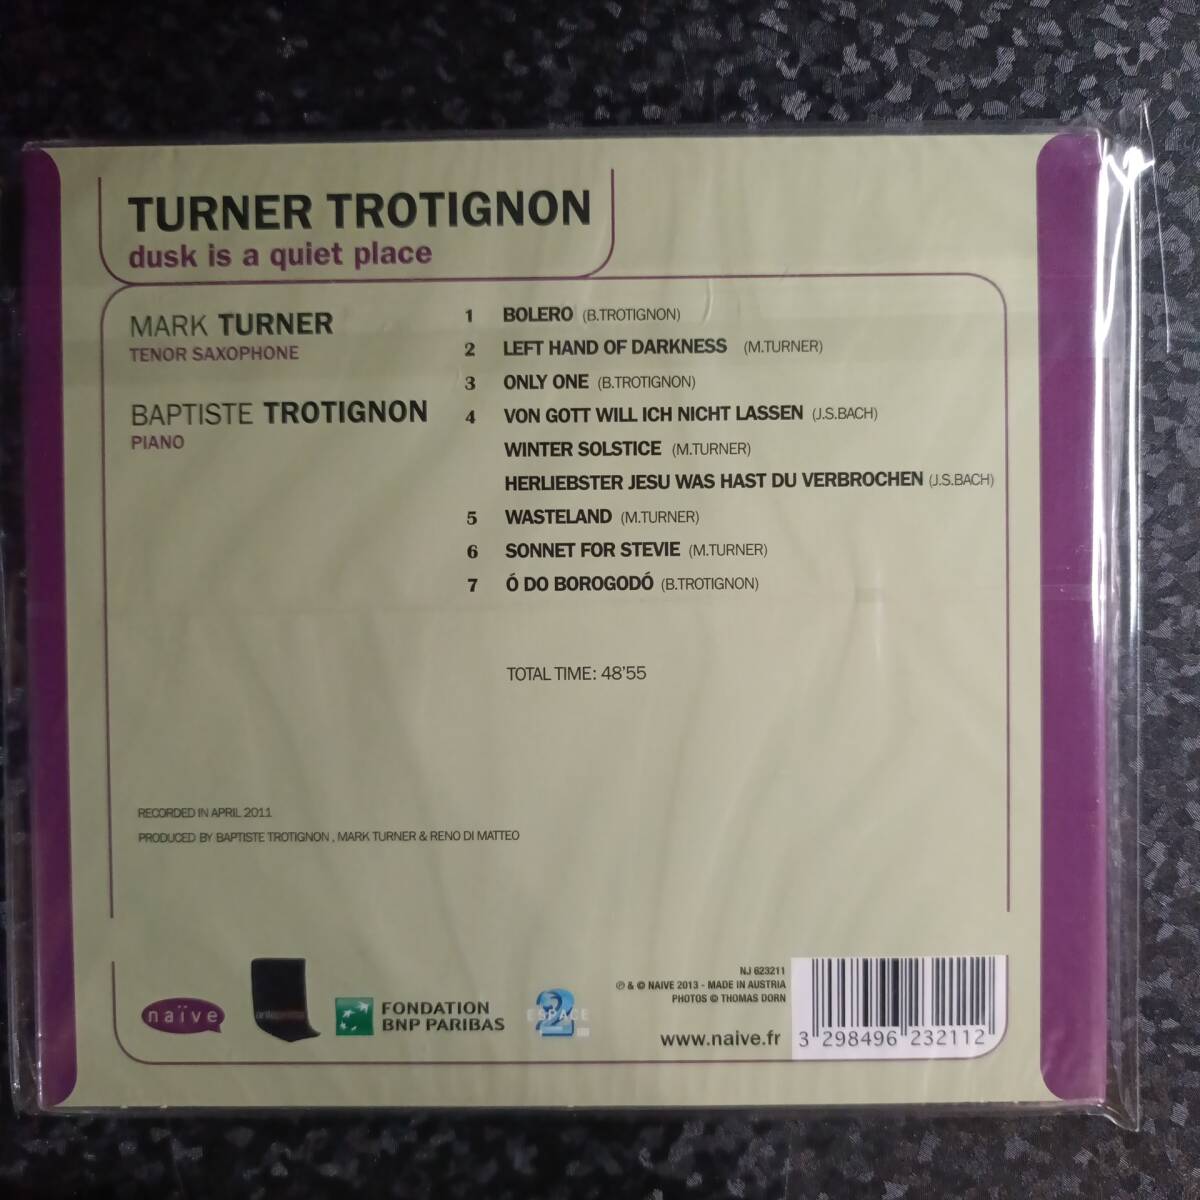 TURNER TROTIGNON
dusk is a quiet place
MARK TURNER
TENOR SAXOPHONE
BAPTISTE TROTIGNON
PIANO
1 BOLERO (B.TROTIGNON)
2 LEFT HAND OF DARKNESS (M.TURNER)
3 ONLY ONE (B.TROTIGNON)
4 VON GOTT WILL ICH NICHT LASSEN (J.S.BACH)
WINTER SOLSTICE (M.TURNER)
HERLIEBSTER JESU WAS HAST DU VERBROCHEN (J.S.BACH)
5 WASTELAND (M.TURNER)
6 SONNET FOR STEVIE (M.TURNER)
7 Ó DO BOROGODÓ (B.TROTIGNON)
TOTAL TIME: 48'55
RECORDED IN APRIL 2011
PRODUCED BY BAPTISTE TROTIGNON , MARK TURNER & RENO DI MATTEO
naïve
FONDATION
BNP PARIBAS
ESPACE
2
NJ 623211
℗ & © NAIVE 2013 - MADE IN AUSTRIA
PHOTOS © THOMAS DORN
www.naive.fr
3 298496 232112